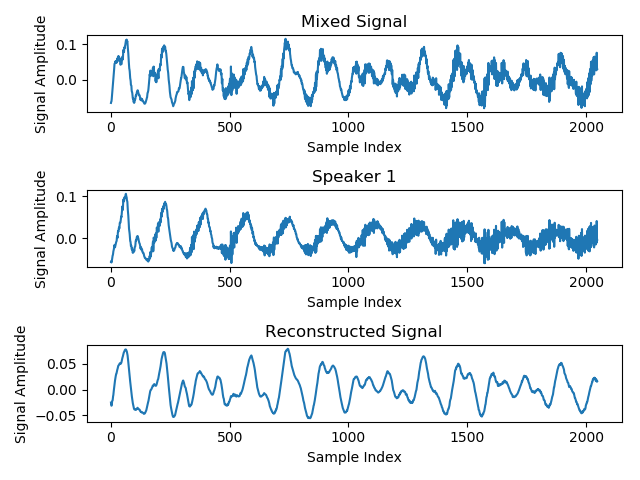 Mixed Signal
Signal Amplitude
0.1
0.0
0 500 1000 1500 2000
Sample Index
Speaker 1
Signal Amplitude
0.1
0.0
0 500 1000 1500 2000
Sample Index
Reconstructed Signal
Signal Amplitude
0.05
0.00
−0.05
0 500 1000 1500 2000
Sample Index